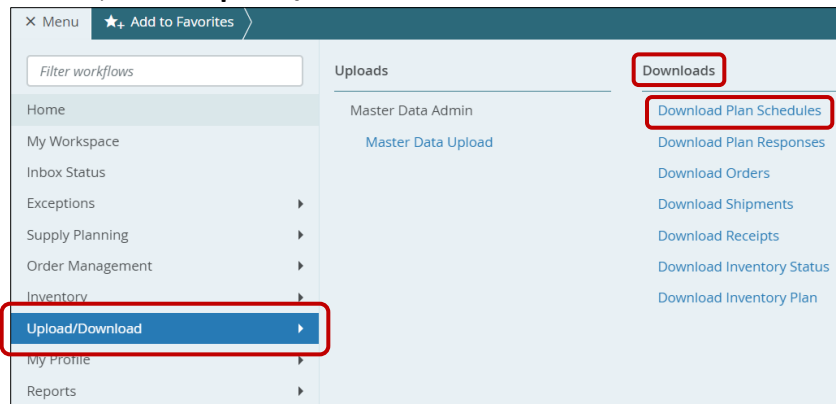 × Menu
★+ Add to Favorites
Filter workflows
Home
My Workspace
Inbox Status
Exceptions
Supply Planning
Order Management
Inventory
Upload/Download
My Profile
Reports
Uploads
Master Data Admin
Master Data Upload
Downloads
Download Plan Schedules
Download Plan Responses
Download Orders
Download Shipments
Download Receipts
Download Inventory Status
Download Inventory Plan